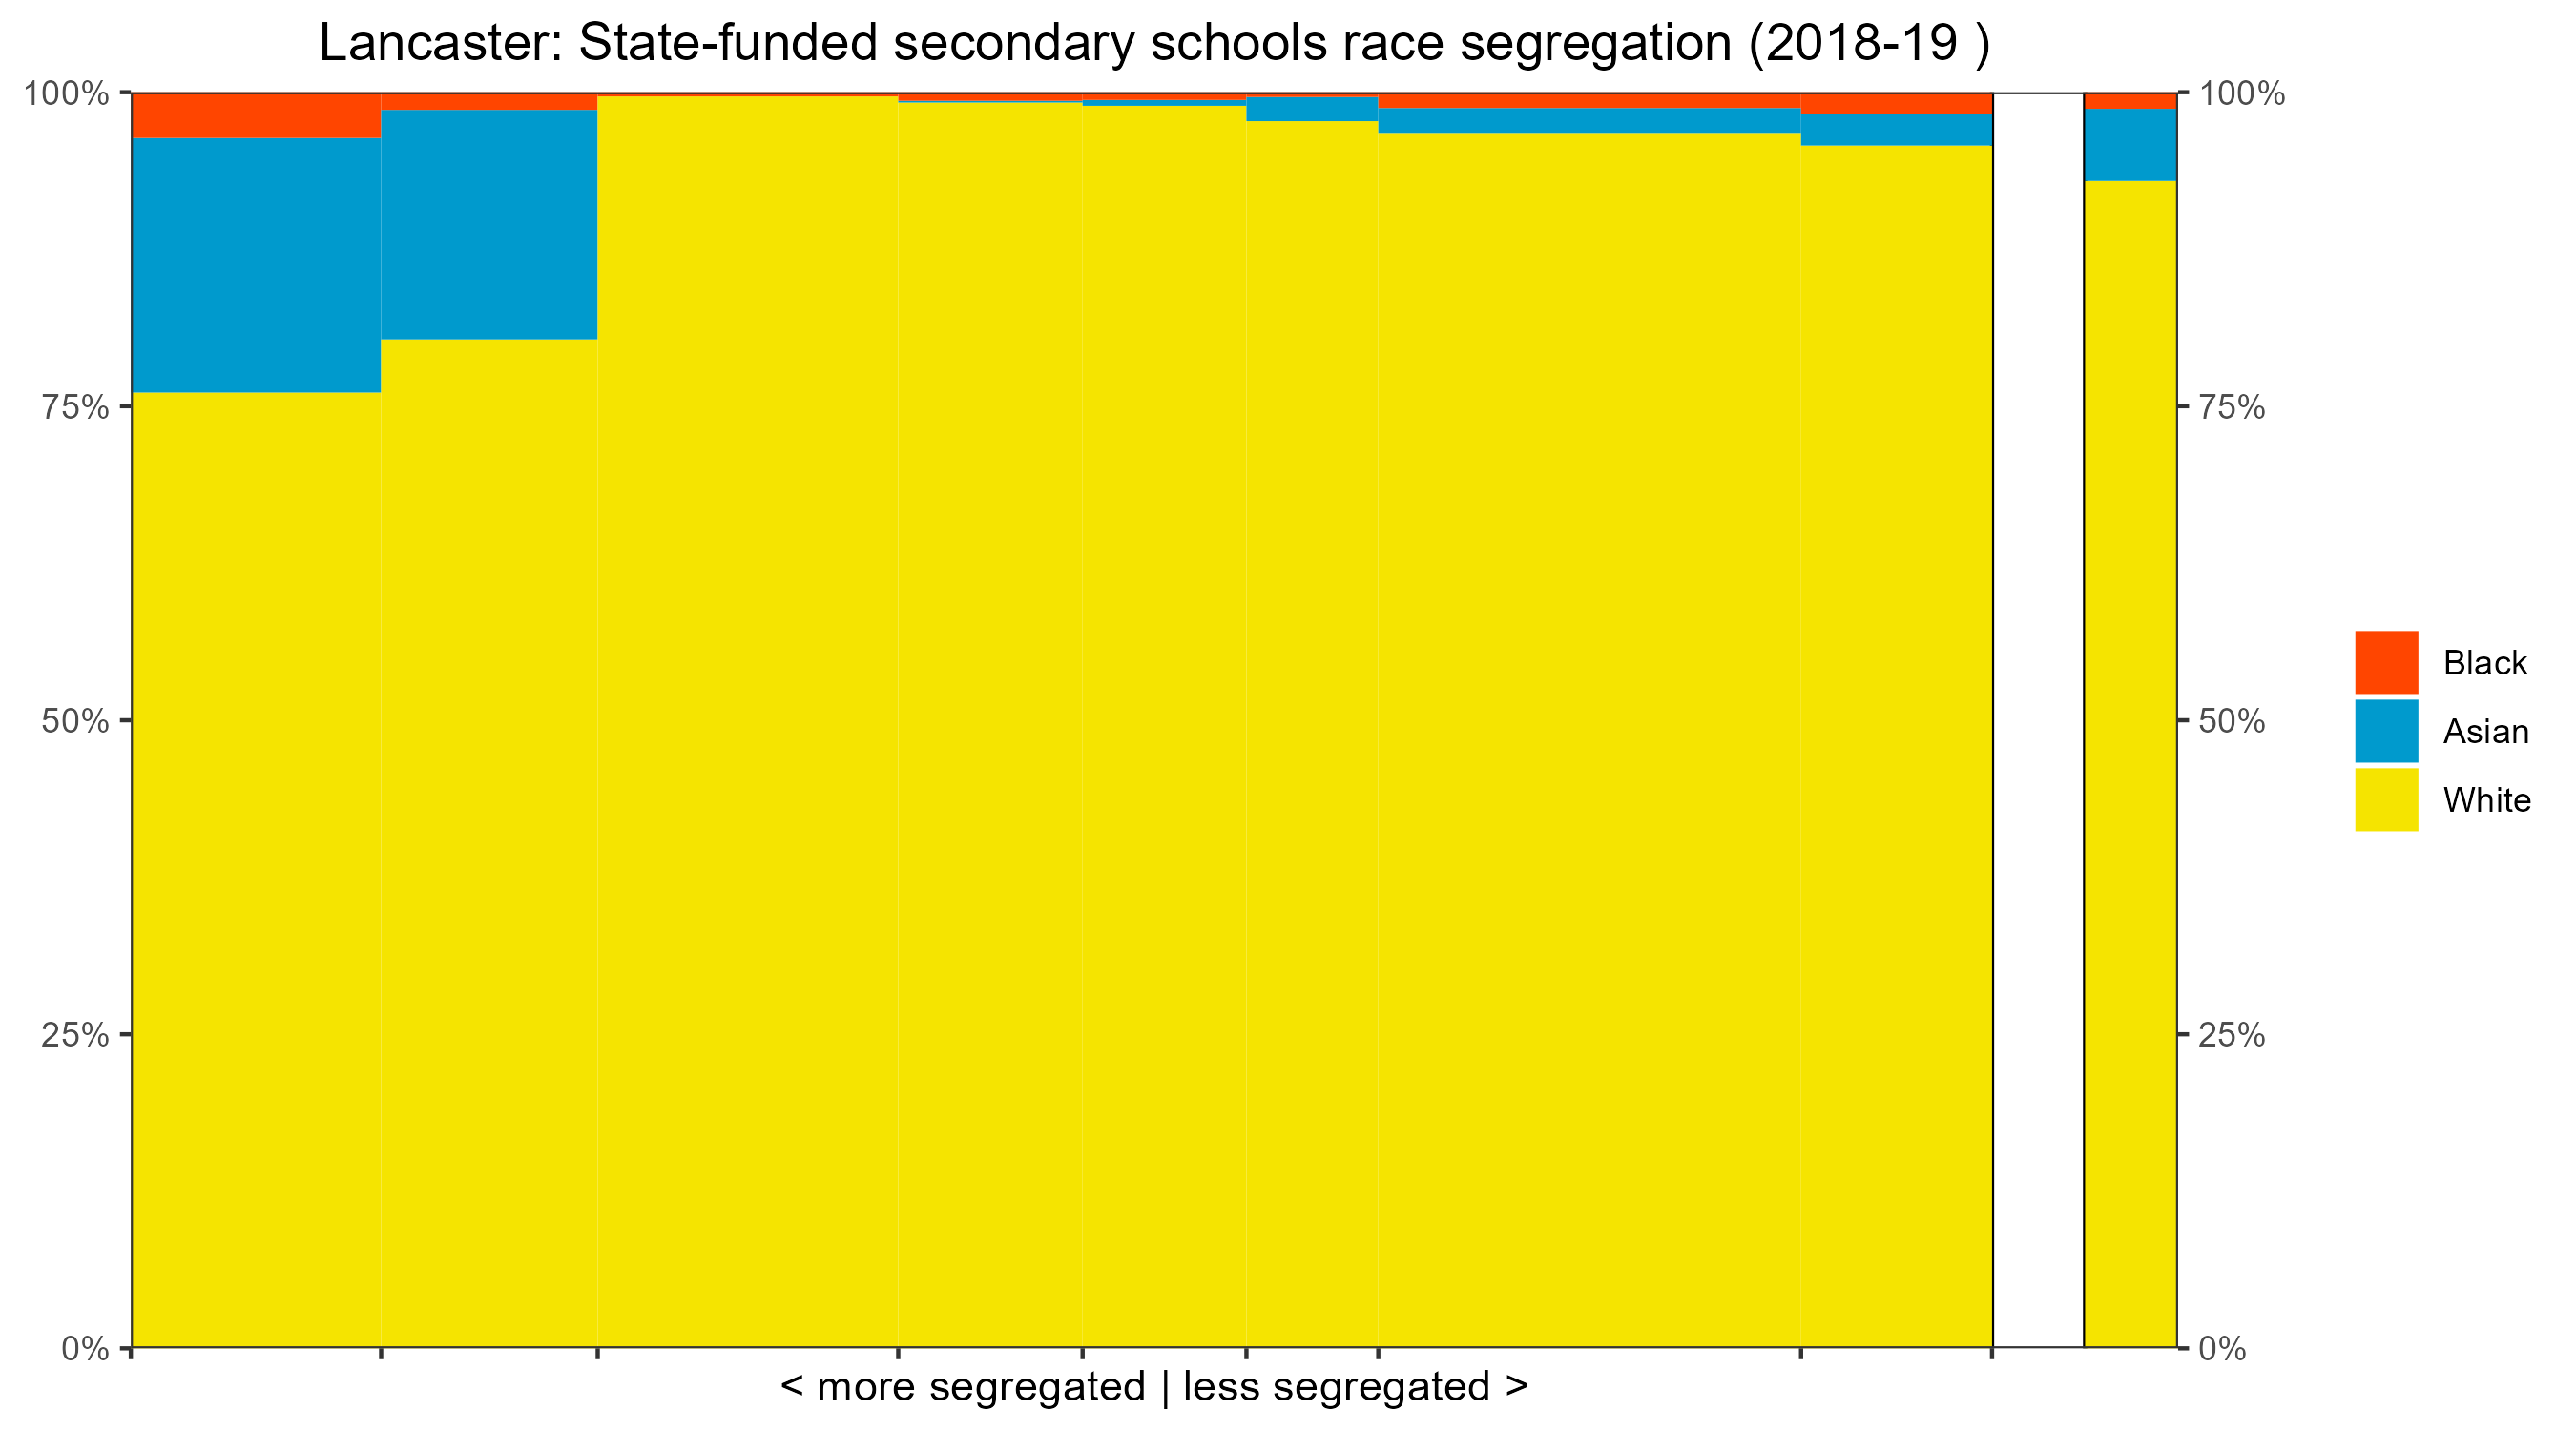 Lancaster: State-funded secondary schools race segregation (2018-19 )
100%
75%
50%
25%
0%
100%
75%
50%
25%
0%
Black
Asian
White
< more segregated | less segregated >